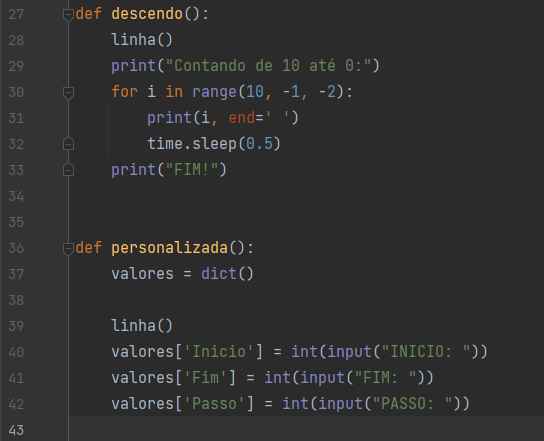 27 def descendo():
28     linha()
29     print("Contando de 10 até 0:")
30     for i in range(10, -1, -2):
31         print(i, end=' ')
32         time.sleep(0.5)
33     print("FIM!")
34
35
36 def personalizada():
37     valores = dict()
38
39     linha()
40     valores['Inicio'] = int(input("INICIO: "))
41     valores['Fim'] = int(input("FIM: "))
42     valores['Passo'] = int(input("PASSO: "))
43